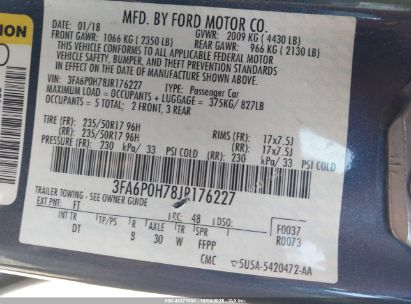 MFD. BY FORD MOTOR CO.
DATE: 01/18 GVWR: 2009 KG (4430 LB)
FRONT GAWR: 1066 KG (2350 LB) REAR GAWR: 966 KG (2130 LB)
THIS VEHICLE CONFORMS TO ALL APPLICABLE FEDERAL MOTOR
VEHICLE SAFETY, BUMPER, AND THEFT PREVENTION STANDARDS
IN EFFECT ON THE DATE OF MANUFACTURE SHOWN ABOVE.
VIN: 3FA6P0H78JR176227 TYPE: Passenger Car
MAXIMUM LOAD = OCCUPANTS + LUGGAGE = 375KG/827LB
OCCUPANTS = 5 TOTAL: 2 FRONT, 3 REAR
TIRE (FR): 235/50R17 96H RIMS (FR): 17x7.5J
(RR): 235/50R17 96H (RR): 17x7.5J
PRESSURE (FR): 230 kPa/ 33 PSI COLD (RR): 230 kPa/ 33 PSI COLD
3FA6P0H78JR176227
TRAILER TOWING - SEE OWNER GUIDE
EXT PNT: FT RC: 48 DSO: F0037
INT TR TP/PS R AXLE TR SPR R0073
DT 9 30 W FFPP
CMC 5U5A-5420472-AA